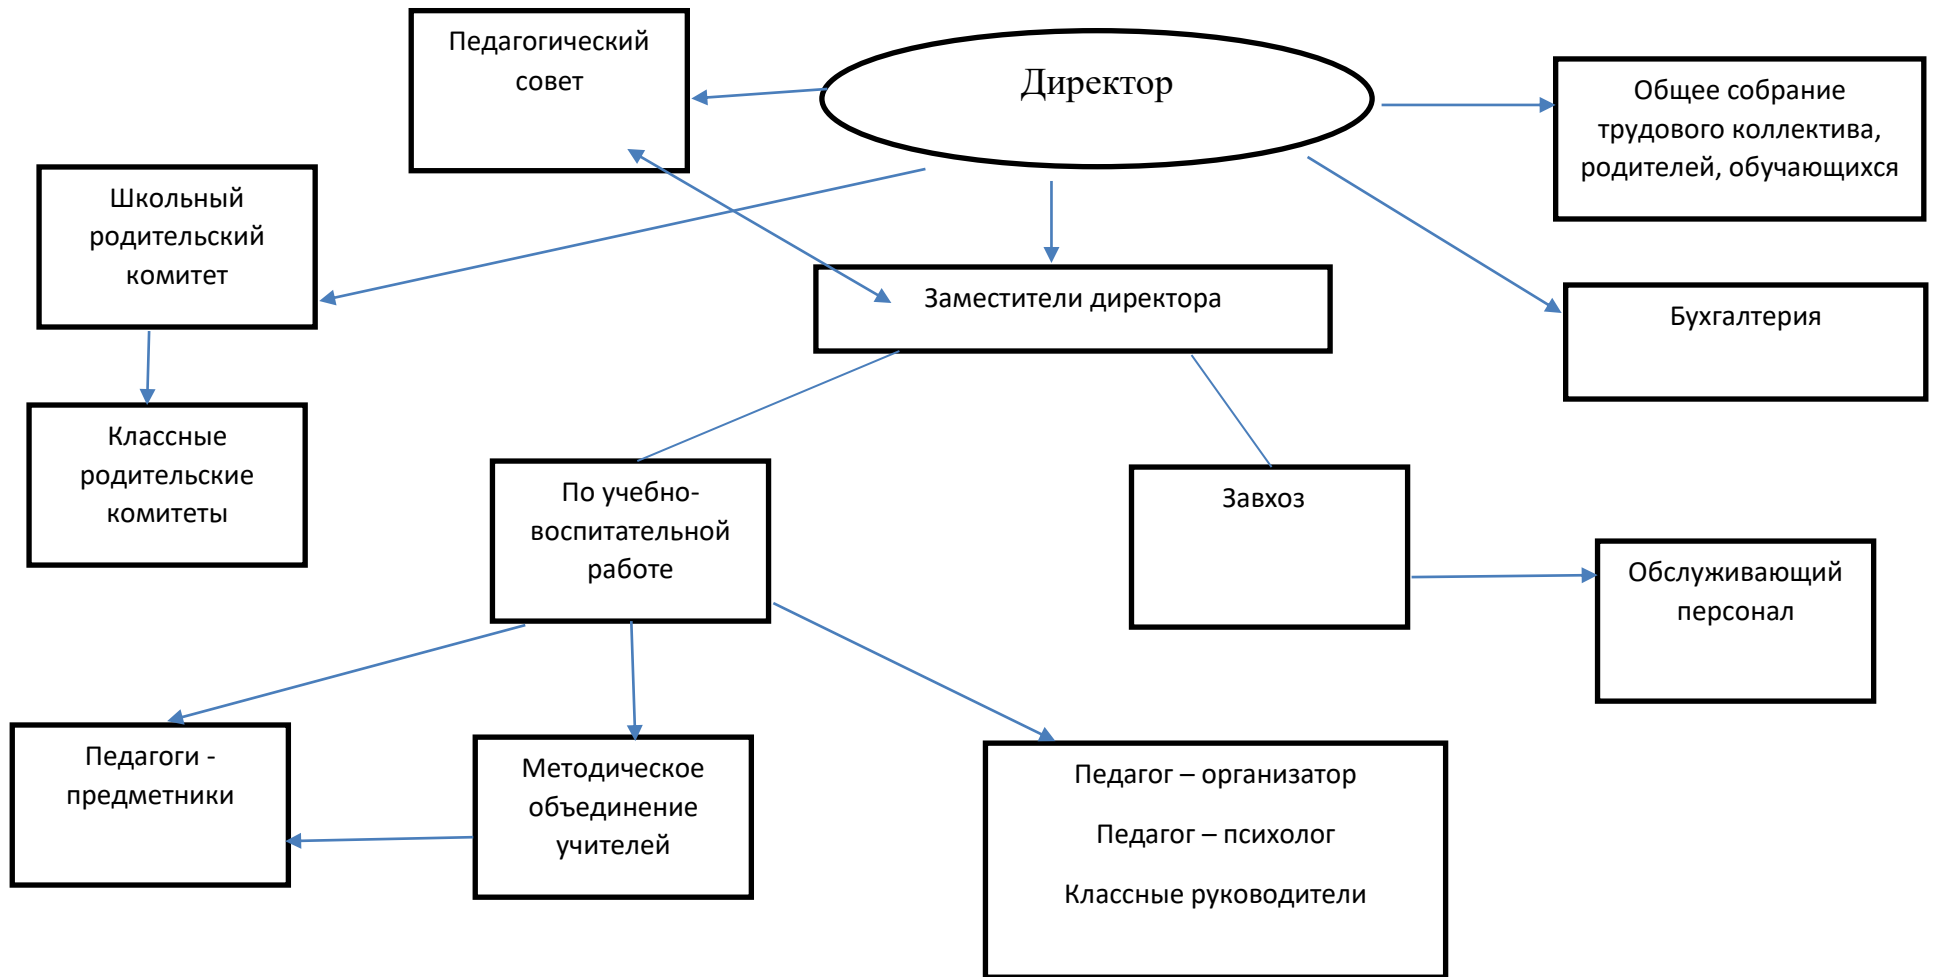 Педагогический
совет
Директор
Общее собрание
трудового коллектива,
родителей, обучающихся
Школьный
родительский
комитет
Заместители директора
Бухгалтерия
Классные
родительские
комитеты
По учебно-
воспитательной
работе
Завхоз
Обслуживающий
персонал
Педагоги -
предметники
Методическое
объединение
учителей
Педагог – организатор
Педагог – психолог
Классные руководители